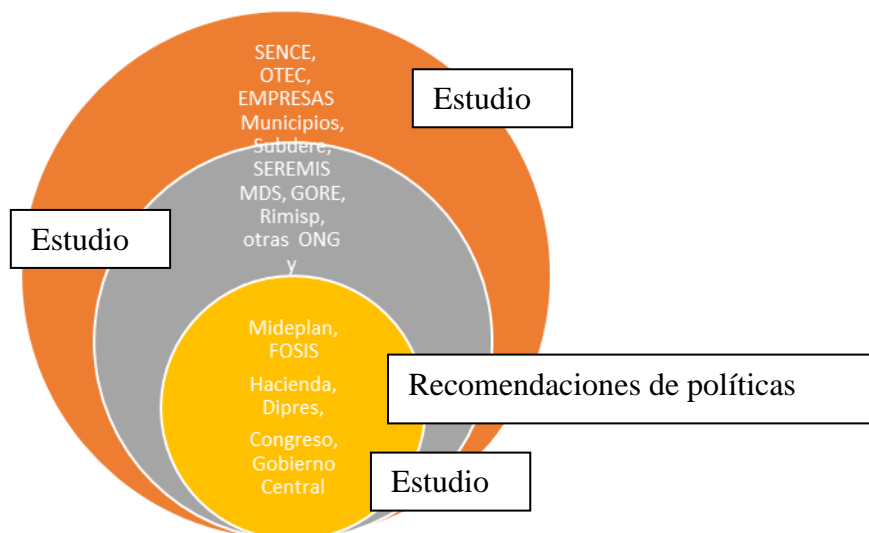 SENCE,
OTEC,
EMPRESAS
Municipios,
Subdere,
SEREMIS
MDS, GORE,
Rimisp,
otras ONG
y
Estudio
Estudio
Mideplan,
FOSIS
Hacienda,
Dipres,
Congreso,
Gobierno
Central
Recomendaciones de políticas
Estudio